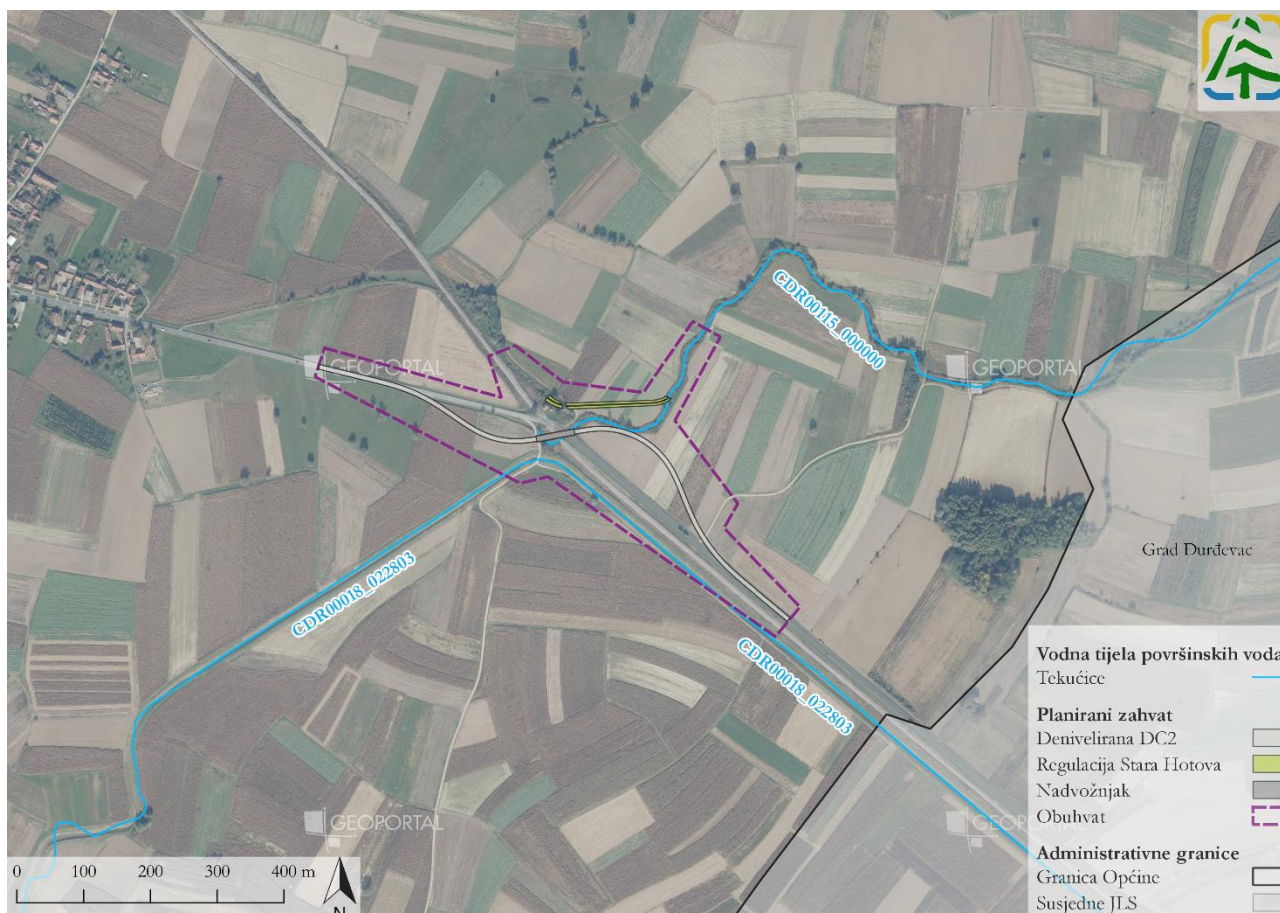 GEOPORTAL
GEOPORTAL
CDR00115_000000
CDR00018_022803
CDR00018_022803
Grad Đurđevac
GEOPORTAL
GEOPORTAL
Vodna tijela površinskih voda
Tekućice
Planirani zahvat
Denivelirana DC2
Regulacija Stara Hotova
Nadvožnjak
Obuhvat
Administrativne granice
Granica Općine
Susjedne JLS
0 100 200 300 400 m
N